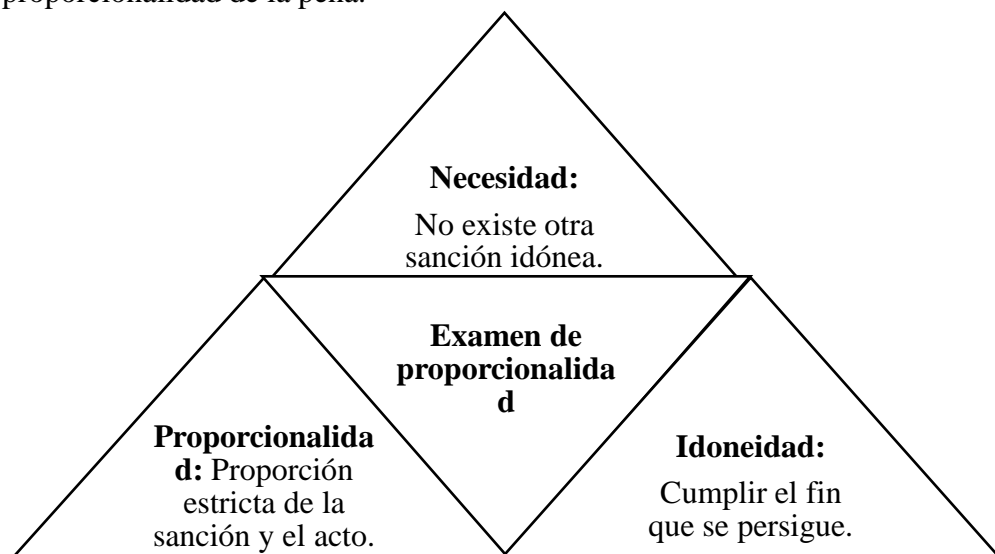 proporcionalidad de la pena.
Necesidad:
No existe otra
sanción idónea.
Examen de
proporcionalida
d
Proporcionalida
d: Proporción
estricta de la
sanción y el acto.
Idoneidad:
Cumplir el fin
que se persigue.